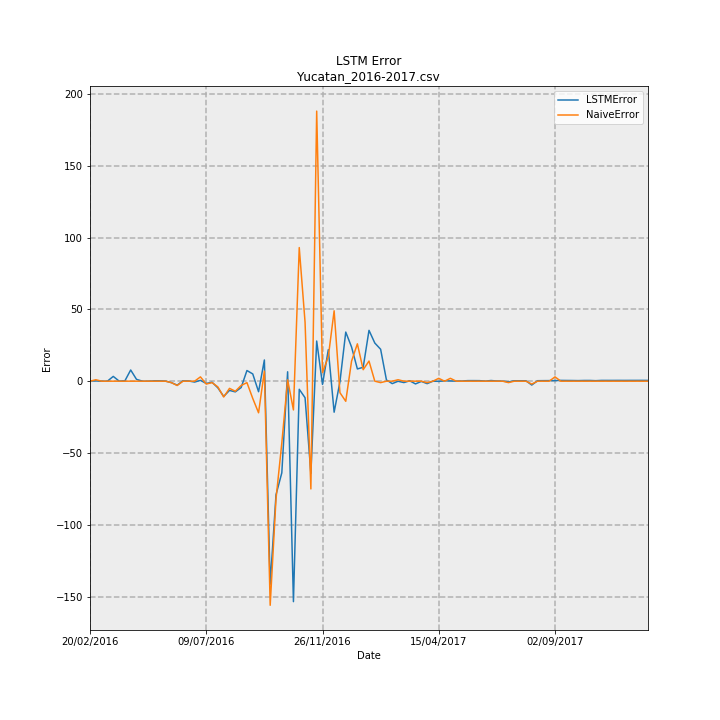 LSTM Error
Yucatan_2016-2017.csv
LSTMError
NaiveError
200
150
100
50
0
−50
−100
−150
Error
20/02/2016 09/07/2016 26/11/2016 15/04/2017 02/09/2017
Date